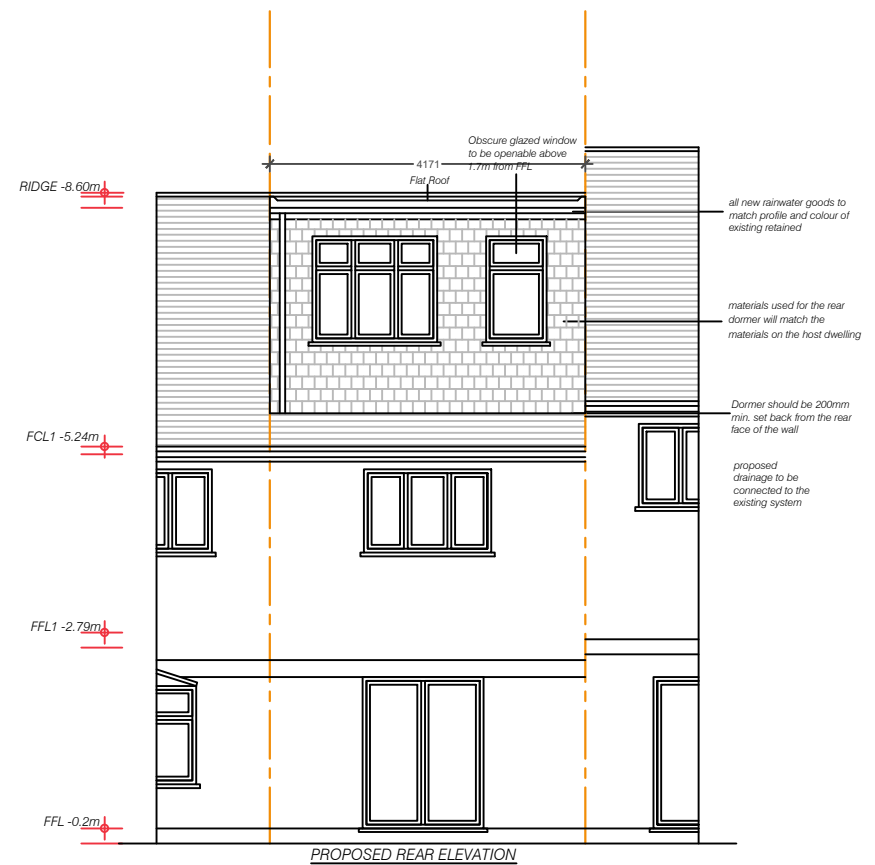 Obscure glazed window
to be openable above
1.7m from FFL
4171
Flat Roof
RIDGE -8.60m
all new rainwater goods to
match profile and colour of
existing retained
materials used for the rear
dormer will match the
materials on the host dwelling
Dormer should be 200mm
min. set back from the rear
face of the wall
FCL1 -5.24m
proposed
drainage to be
connected to the
existing system
FFL1 -2.79m
FFL -0.2m
PROPOSED REAR ELEVATION